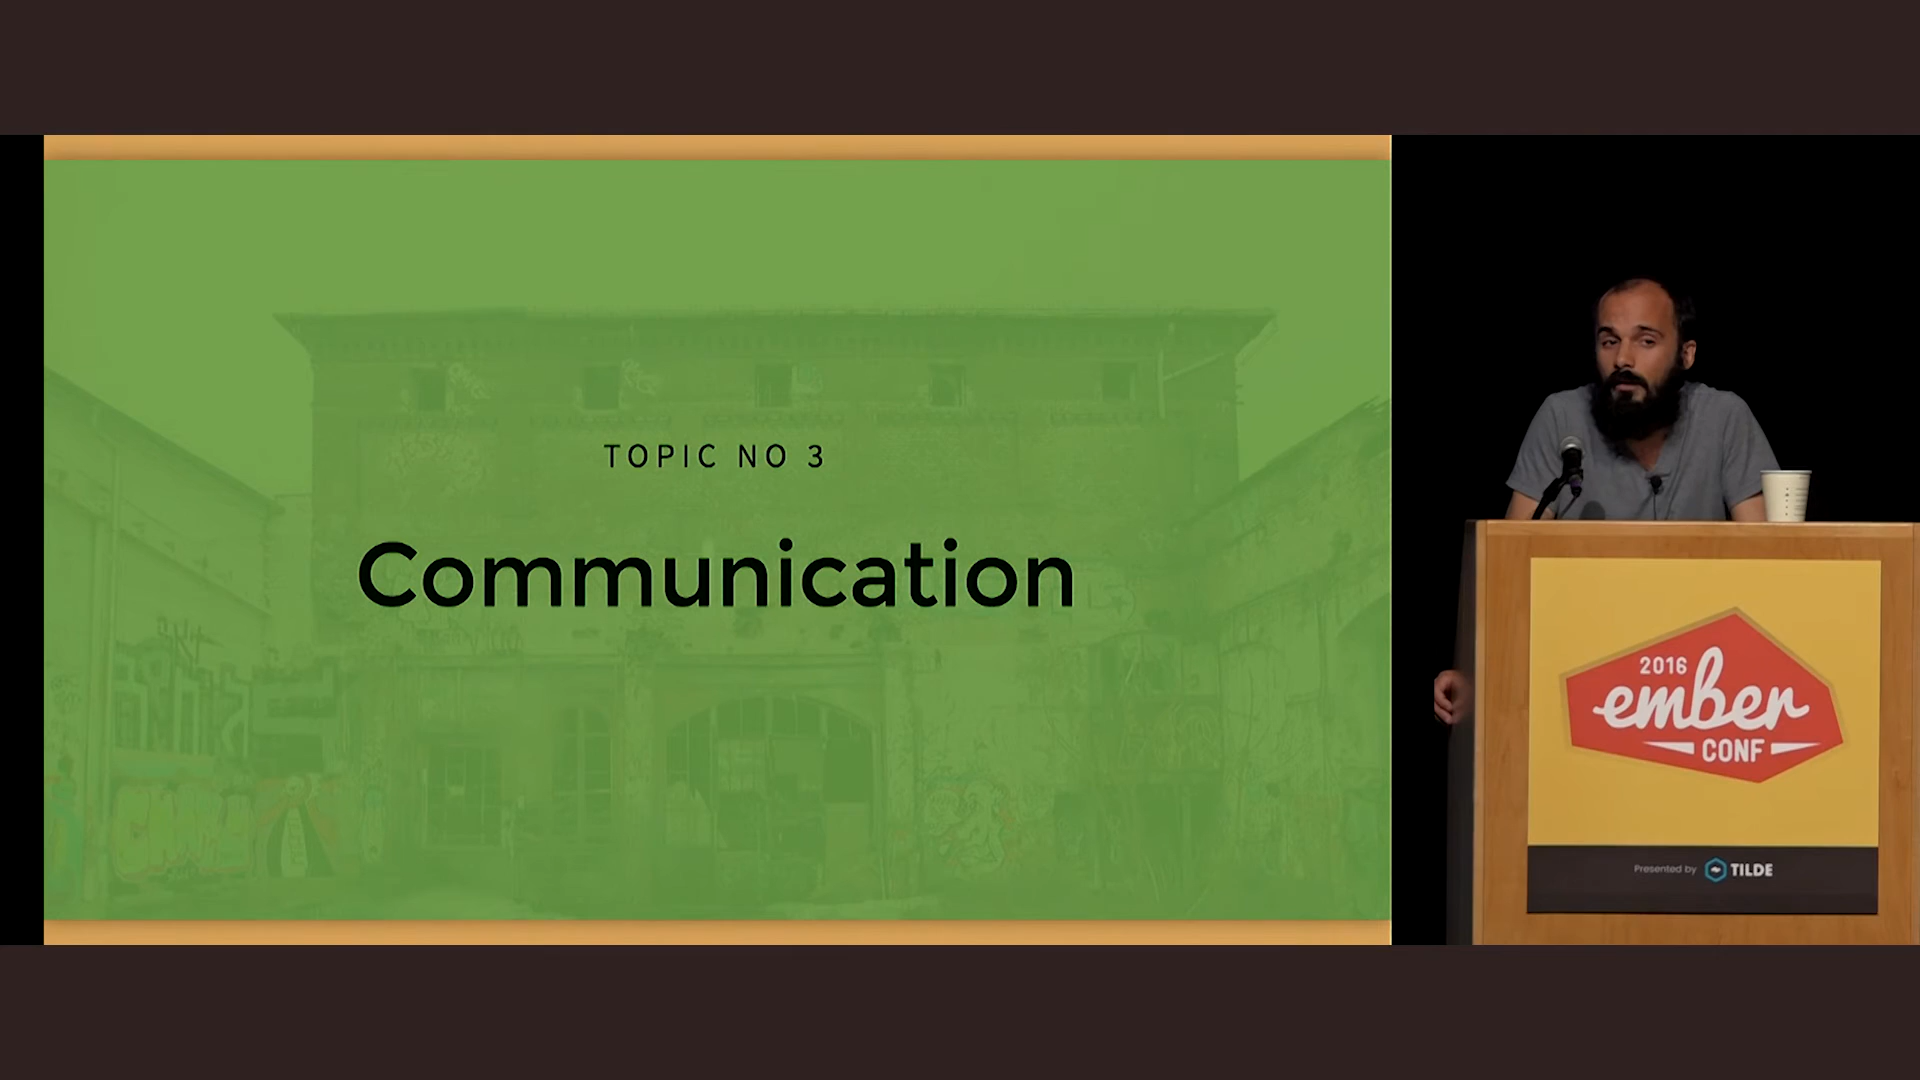 TOPIC NO 3
Communication
2016
ember
CONF
Presented by TILDE